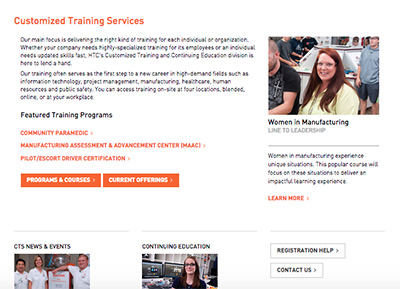 Customized Training Services
Our main focus is delivering the right kind of training for each individual or organization.
Whether your company needs highly-specialized training for its employees or an individual
needs updated skills fast, HTC's Customized Training and Continuing Education division is
here to lend a hand.
Our training often serves as the first step to a new career in high-demand fields such as
information technology, project management, manufacturing, healthcare, human
resources and public safety. You can access training on-site at four locations, blended,
online, or at your workplace.
Featured Training Programs
COMMUNITY PARAMEDIC >
MANUFACTURING ASSESSMENT & ADVANCEMENT CENTER (MAAC) >
PILOT/ESCORT DRIVER CERTIFICATION >
PROGRAMS & COURSES >
CURRENT OFFERINGS >
Women in Manufacturing
LINE TO LEADERSHIP
Women in manufacturing experience
unique situations. This popular course will
focus on these situations to deliver an
impactful learning experience.
LEARN MORE >
CTS NEWS & EVENTS
CONTINUING EDUCATION
REGISTRATION HELP >
CONTACT US >